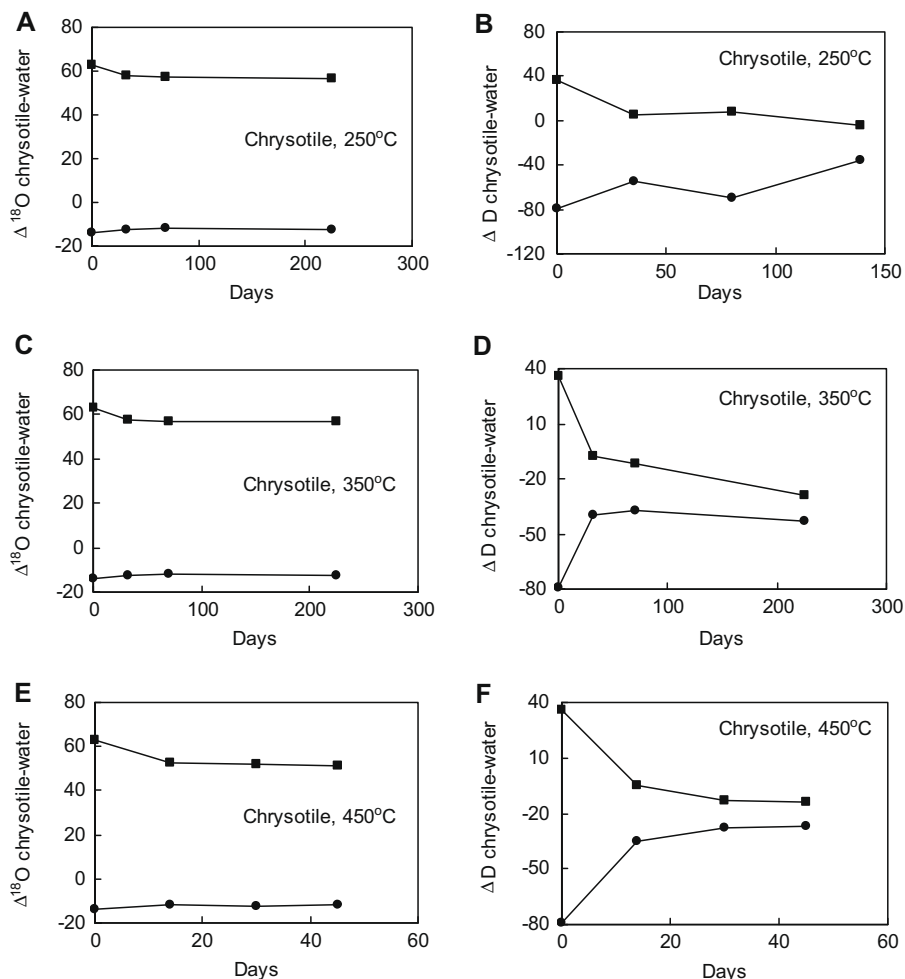 A
80
60
40
20
0
-20
Δ ¹⁸O chrysotile-water
Chrysotile, 250°C
0 100 200 300
Days
B
80
40
0
-40
-80
-120
Δ D chrysotile-water
Chrysotile, 250°C
0 50 100 150
Days
C
80
60
40
20
0
-20
Δ¹⁸O chrysotile-water
Chrysotile, 350°C
0 100 200 300
Days
D
40
10
-20
-50
-80
Δ D chrysotile-water
Chrysotile, 350°C
0 100 200 300
Days
E
80
60
40
20
0
-20
Δ¹⁸O chrysotile-water
Chrysotile, 450°C
0 20 40 60
Days
F
40
10
-20
-50
-80
Δ D chrysotile-water
Chrysotile, 450°C
0 20 40 60
Days